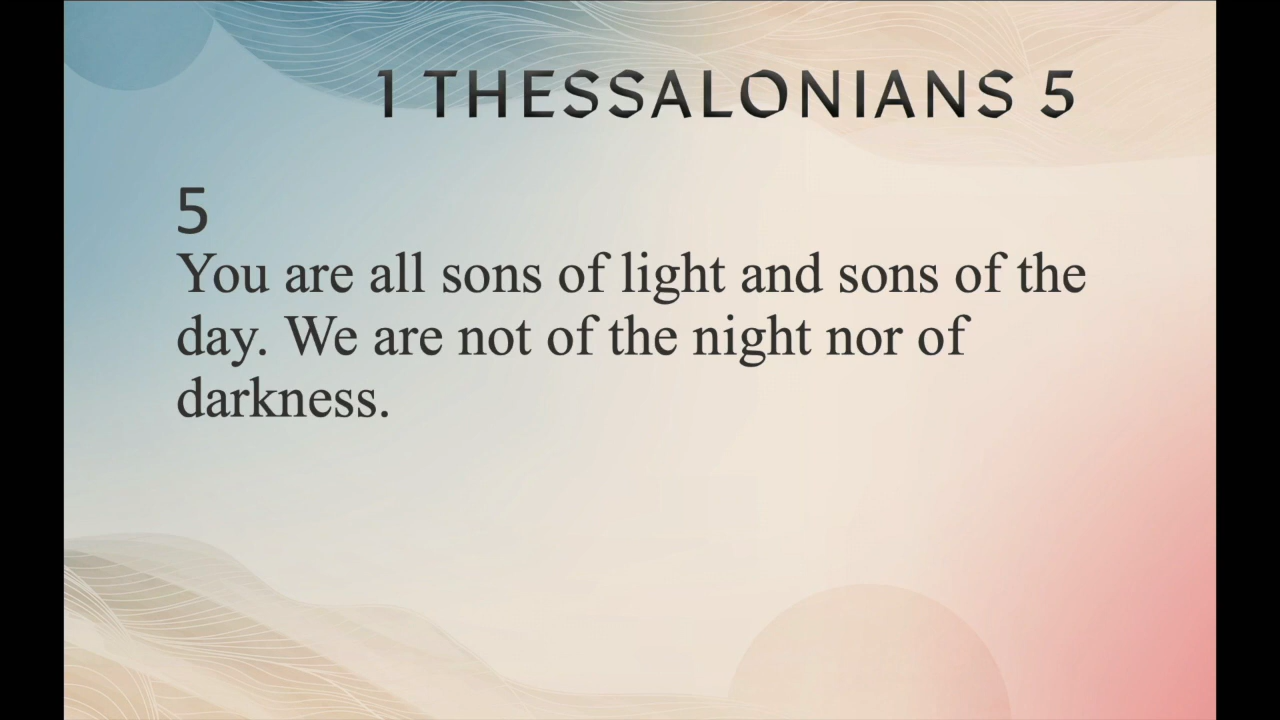 1 THESSALONIANS 5
5
You are all sons of light and sons of the
day. We are not of the night nor of
darkness.